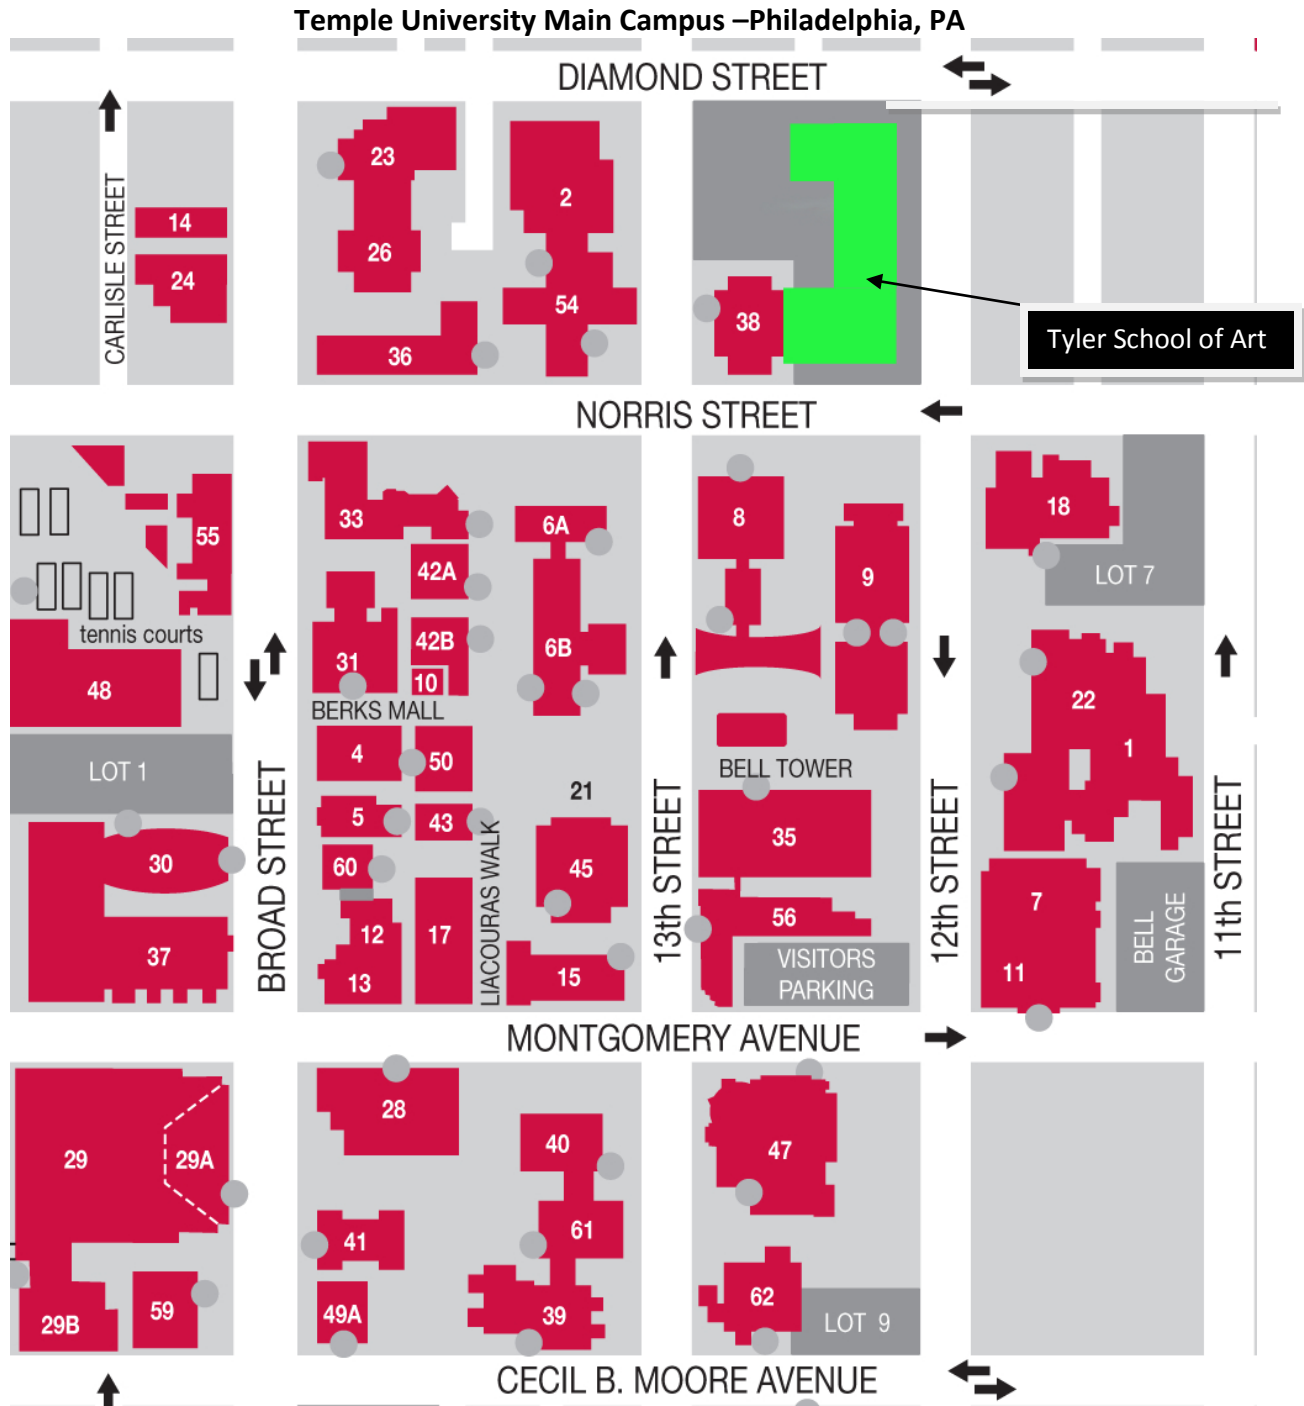 Temple University Main Campus –Philadelphia, PA
DIAMOND STREET
CARLISLE STREET
23
2
14
26
24
54
38
36
Tyler School of Art
NORRIS STREET
55
33
6A
8
18
42A
9
LOT 7
tennis courts
42B
6B
31
10
48
22
BERKS MALL
1
LOT 1
4
50
BELL TOWER
21
BROAD STREET
5
43
LIACOURAS WALK
13th STREET
35
12th STREET
11th STREET
30
60
45
7
56
BELL
GARAGE
12
17
37
VISITORS
PARKING
13
15
11
MONTGOMERY AVENUE
28
29
29A
40
47
41
61
59
29B
49A
39
62
LOT 9
CECIL B. MOORE AVENUE